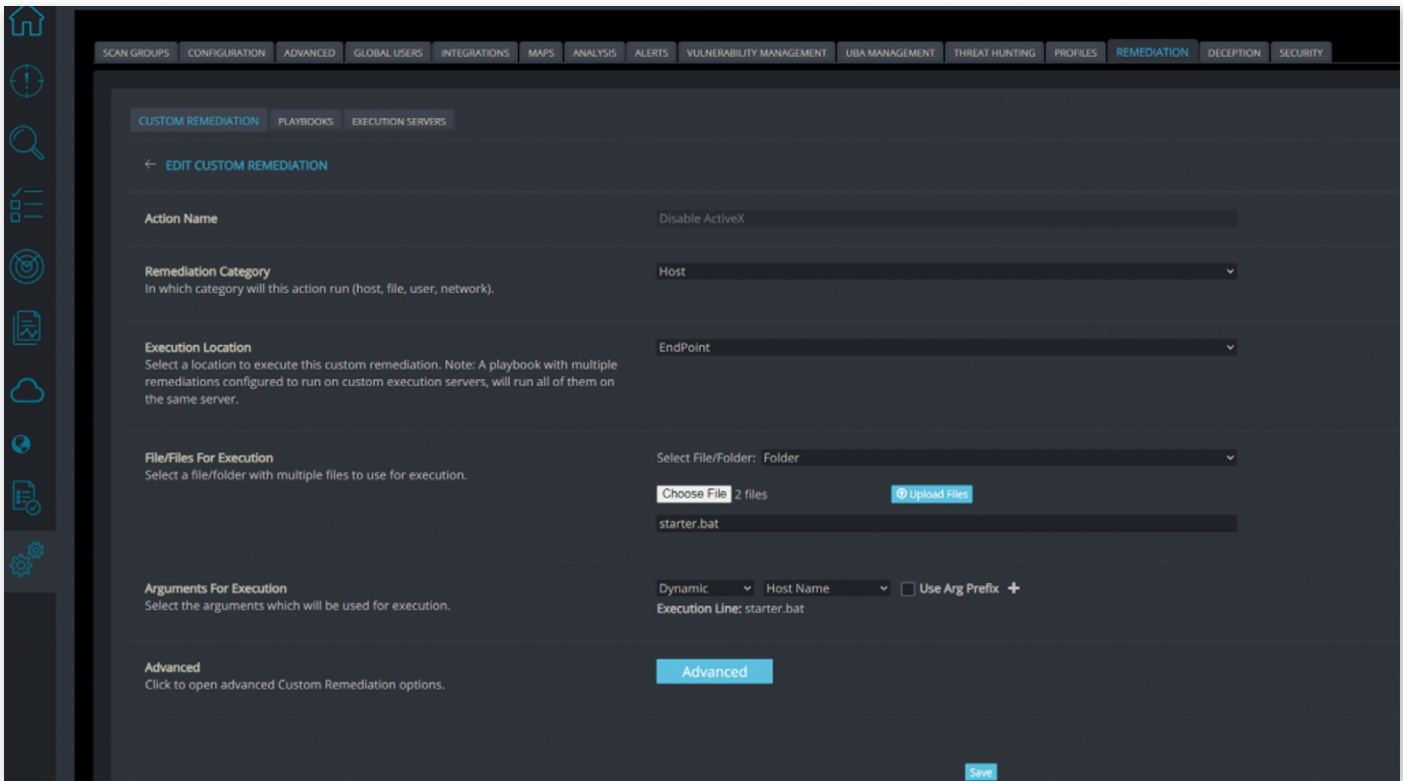 SCAN GROUPS CONFIGURATION ADVANCED GLOBAL USERS INTEGRATIONS MAPS ANALYSIS ALERTS VULNERABILITY MANAGEMENT UBA MANAGEMENT THREAT HUNTING PROFILES REMEDIATION DECEPTION SECURITY
CUSTOM REMEDIATION PLAYBOOKS EXECUTION SERVERS
← EDIT CUSTOM REMEDIATION
Action Name Disable ActiveX
Remediation Category Host
In which category will this action run (host, file, user, network).
Execution Location EndPoint
Select a location to execute this custom remediation. Note: A playbook with multiple
remediations configured to run on custom execution servers, will run all of them on
the same server.
File/Files For Execution Select File/Folder: Folder
Select a file/folder with multiple files to use for execution.
Choose File 2 files Upload Files
starter.bat
Arguments For Execution Dynamic Host Name Use Arg Prefix +
Select the arguments which will be used for execution. Execution Line: starter.bat
Advanced Advanced
Click to open advanced Custom Remediation options.
Save